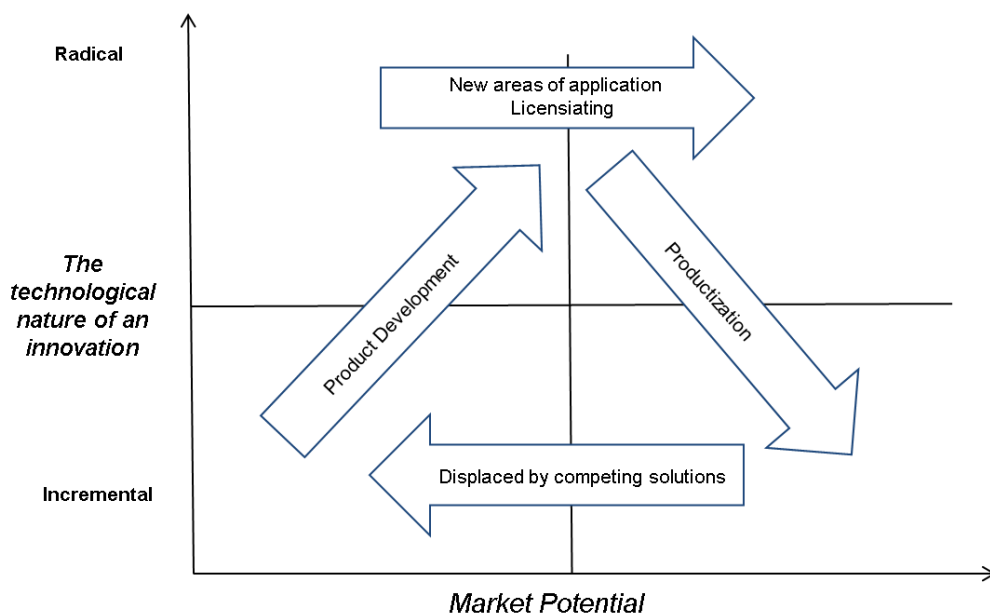 Radical
New areas of application
Licensiating
The
technological
nature of an
innovation
Product Development
Productization
Incremental
Displaced by competing solutions
Market Potential